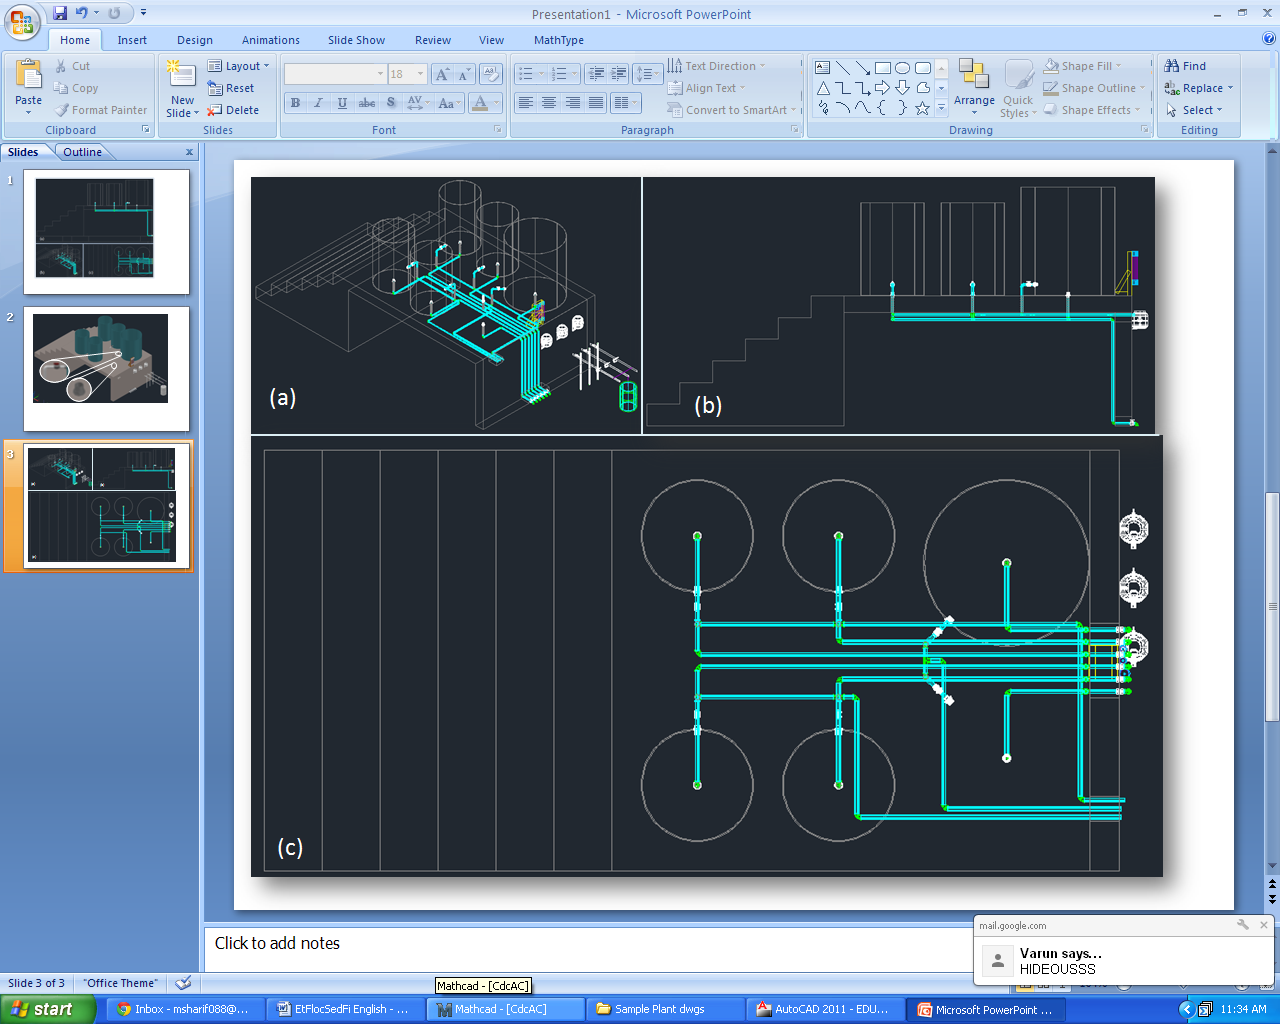 Presentation1 - Microsoft PowerPoint
Home Insert Design Animations Slide Show Review View MathType
Paste
Cut
Copy
Format Painter
Clipboard
New Slide
Layout
Reset
Delete
Slides
18
B I U abc S AV Aa A
Font
Text Direction
Align Text
Convert to SmartArt
Paragraph
Arrange
Quick Styles
Shape Fill
Shape Outline
Shape Effects
Drawing
Find
Replace
Select
Editing
Slides Outline x
1
2
3
(a)
(b)
(c)
Click to add notes
mail.google.com
Varun says...
HIDEOUSSS
Slide 3 of 3 "Office Theme"
Mathcad - [CdcAC]
start
Inbox - msharif088@...
EtFlocSedFi English - ...
Mathcad - [CdcAC]
Sample Plant dwgs
AutoCAD 2011 - EDU...
Microsoft PowerPoint ...
11:34 AM